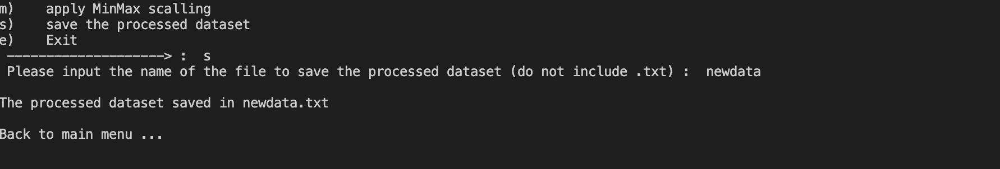 m)    apply MinMax scalling
s)    save the processed dataset
e)    Exit
--------------------> :  s
Please input the name of the file to save the processed dataset (do not include .txt) :  newdata
The processed dataset saved in newdata.txt
Back to main menu ...